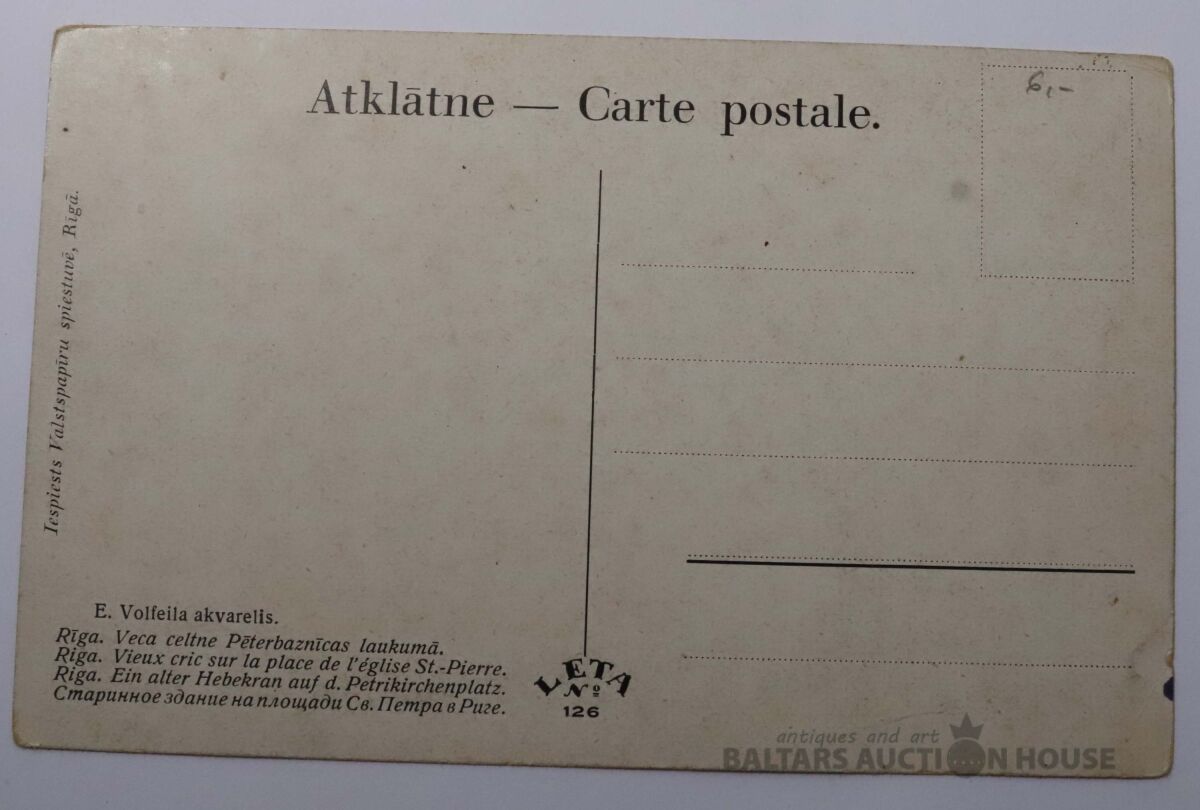 Atklātne — Carte postale.
6,-
Iespiests Valstspapīru spiestuvē, Rīgā.
E. Volfeila akvarelis.
Rīga. Veca celtne Pēterbaznīcas laukumā.
Riga. Vieux cric sur la place de l'église St.-Pierre.
Riga. Ein alter Hebekran auf d. Petrikirchenplatz.
Старинное здание на площади Св. Петра в Риге.
LETA
№
126
antiques and art
BALTARS AUCTION HOUSE